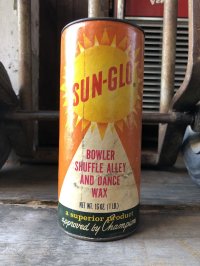 SUN-GLO
BOWLER
SHUFFLE ALLEY
AND DANCE
WAX
NET WT. 16 OZ. (1 LB.)
a superior product
approved by Champions